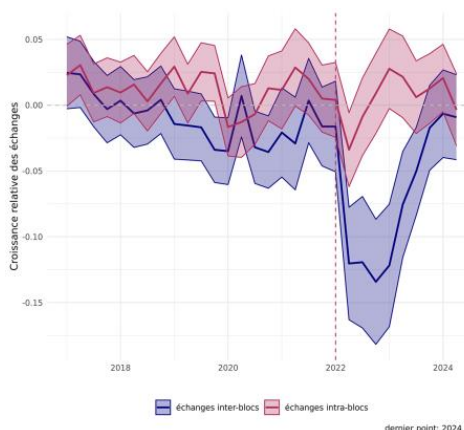 Croissance relative des échanges
0.05
0.00
-0.05
-0.10
-0.15
2018
2020
2022
2024
échanges inter-blocs
échanges intra-blocs
dernier point: 2024